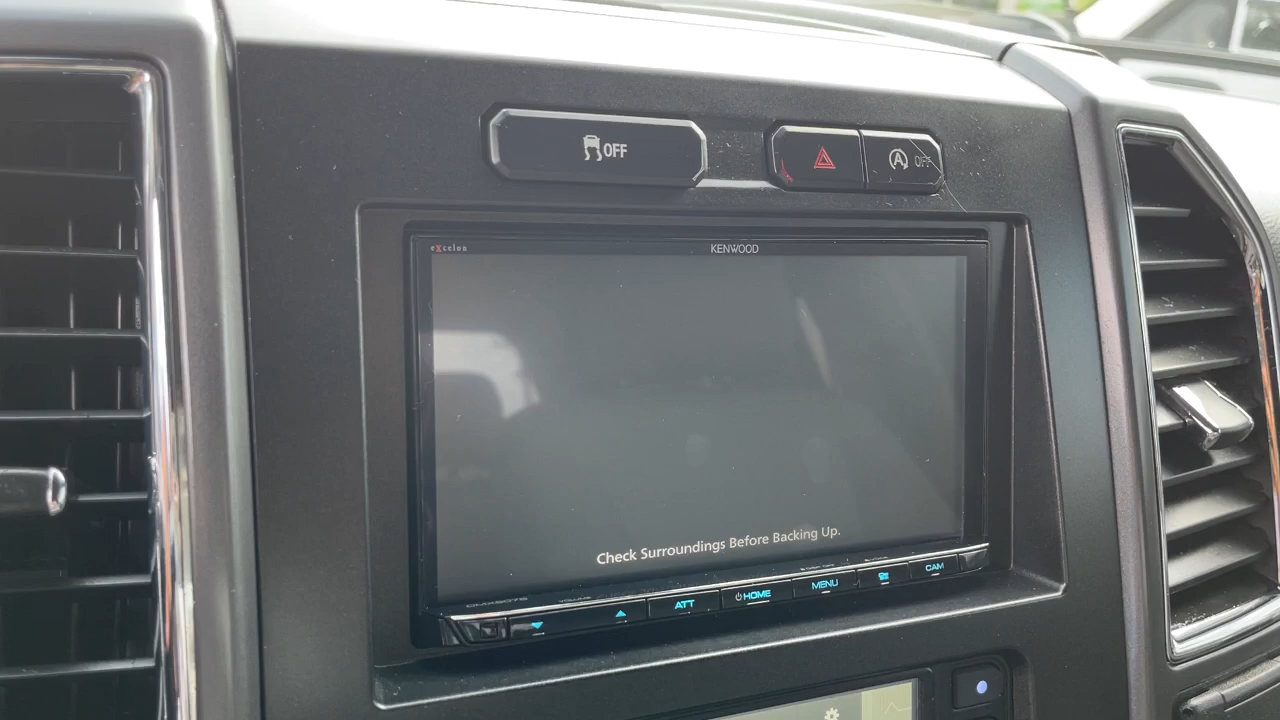 OFF
OFF
eXcelon
KENWOOD
Check Surroundings Before Backing Up.
ATT
HOME
MENU
CAM